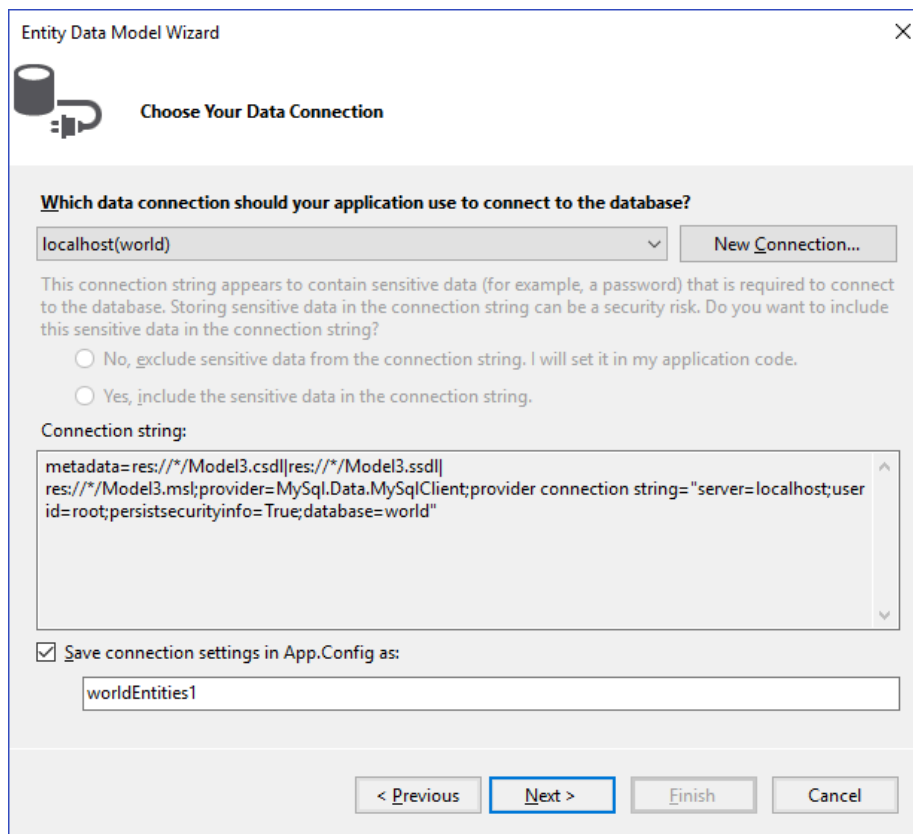 Entity Data Model Wizard
Choose Your Data Connection
Which data connection should your application use to connect to the database?
localhost(world)
New Connection...
This connection string appears to contain sensitive data (for example, a password) that is required to connect
to the database. Storing sensitive data in the connection string can be a security risk. Do you want to include
this sensitive data in the connection string?
No, exclude sensitive data from the connection string. I will set it in my application code.
Yes, include the sensitive data in the connection string.
Connection string:
metadata=res://*/Model3.csdl|res://*/Model3.ssdl|
res://*/Model3.msl;provider=MySql.Data.MySqlClient;provider connection string="server=localhost;user
id=root;persistsecurityinfo=True;database=world"
Save connection settings in App.Config as:
worldEntities1
< Previous
Next >
Finish
Cancel